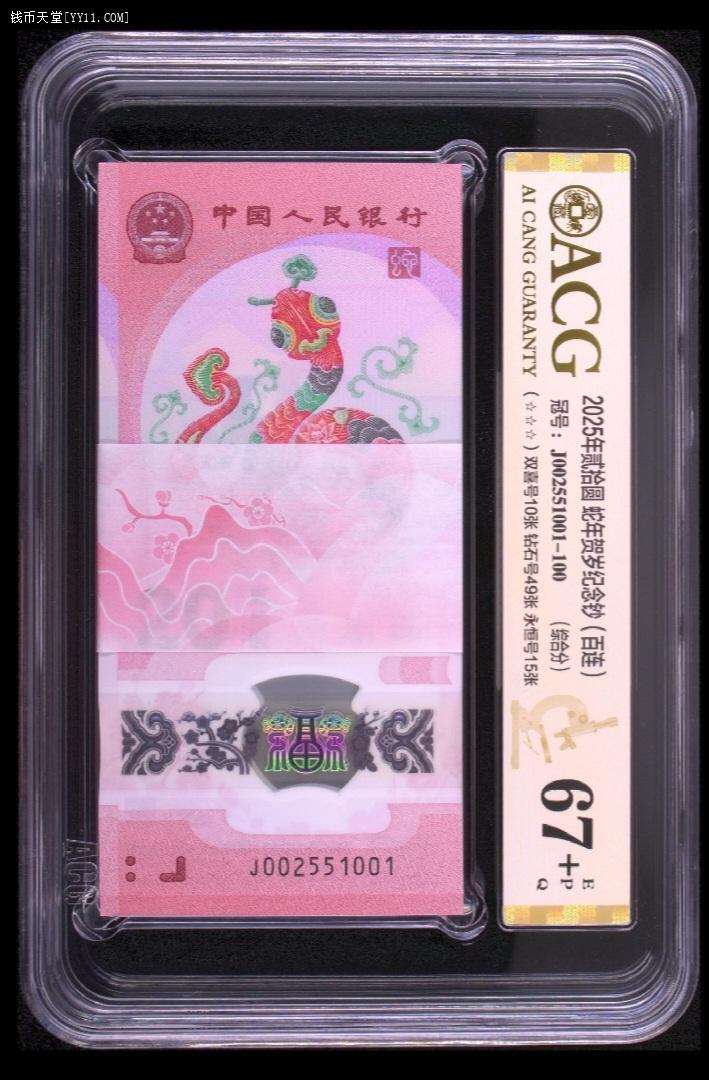 钱币天堂[YY11.COM]
中国人民银行
J002551001
ACG
AI CANG GUARANTY
2025年贰拾圆 蛇年贺岁纪念钞(百连)
冠号:J002551001-100 (综合分)
(☆☆☆)双喜号10张 钻石号49张 永恒号15张
67+
E
P
Q
ACG